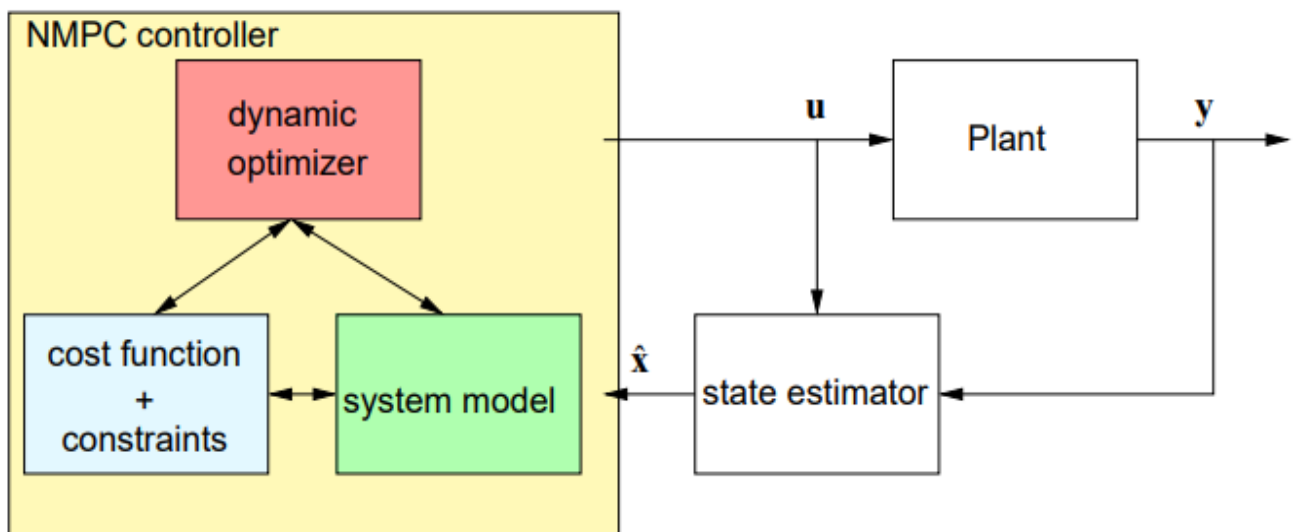 NMPC controller
dynamic
optimizer
u
Plant
y
cost function
+
constraints
system model
x̂
state estimator